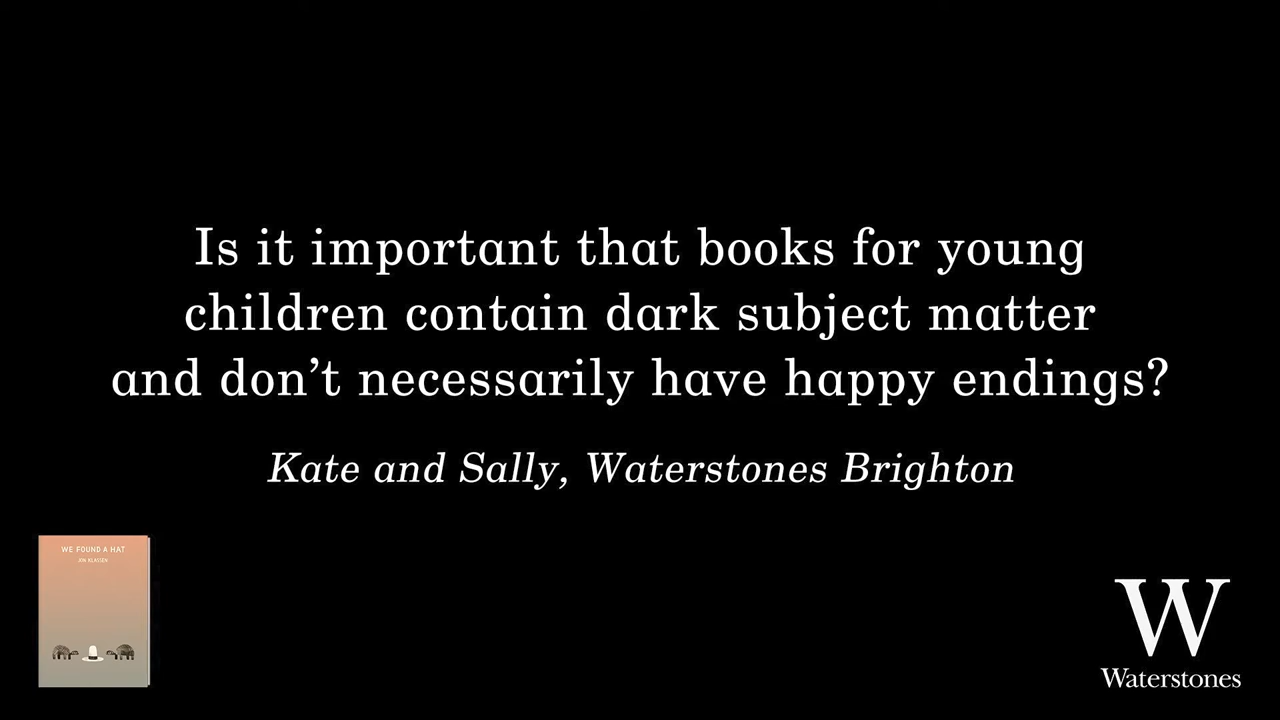 Is it important that books for young
children contain dark subject matter
and don’t necessarily have happy endings?
Kate and Sally, Waterstones Brighton
WE FOUND A HAT
JON KLASSEN
W
Waterstones